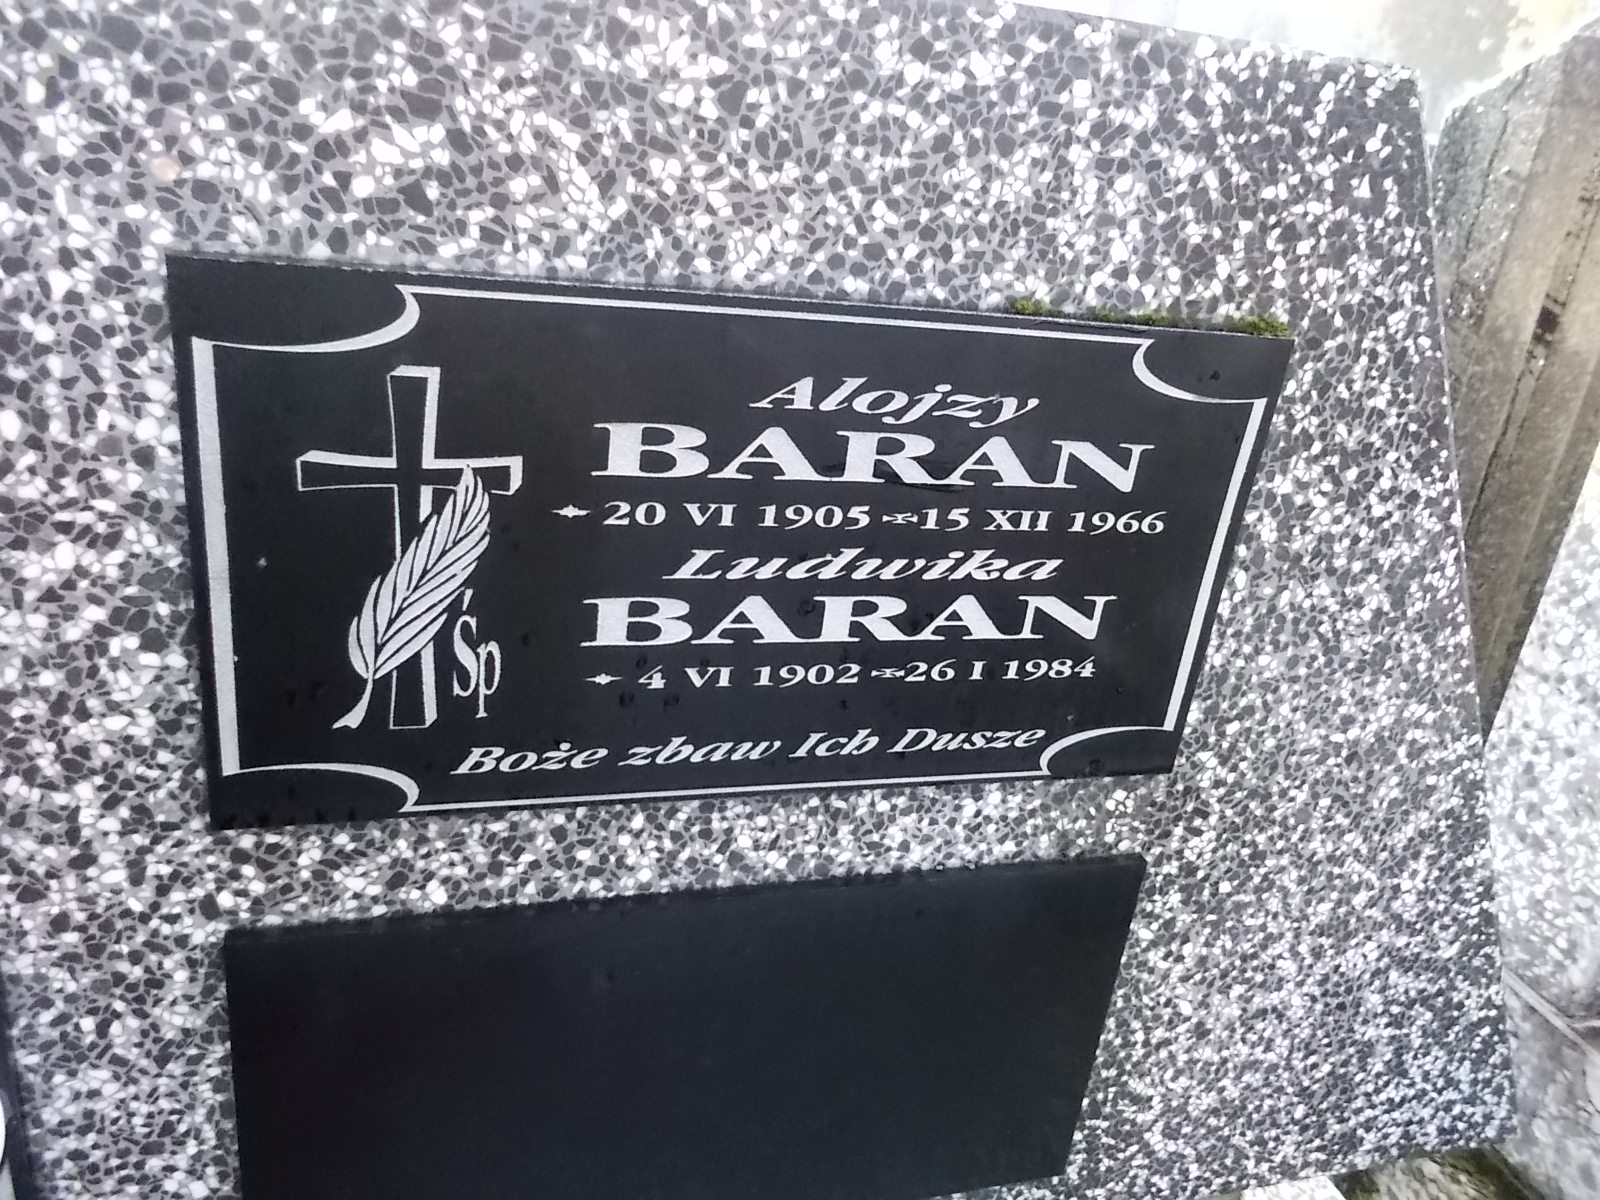 Alojzy
BARAN
20 VI 1905 15 XII 1966
Ludwika
BARAN
4 VI 1902 26 I 1984
Śp
Boże zbaw Ich Dusze